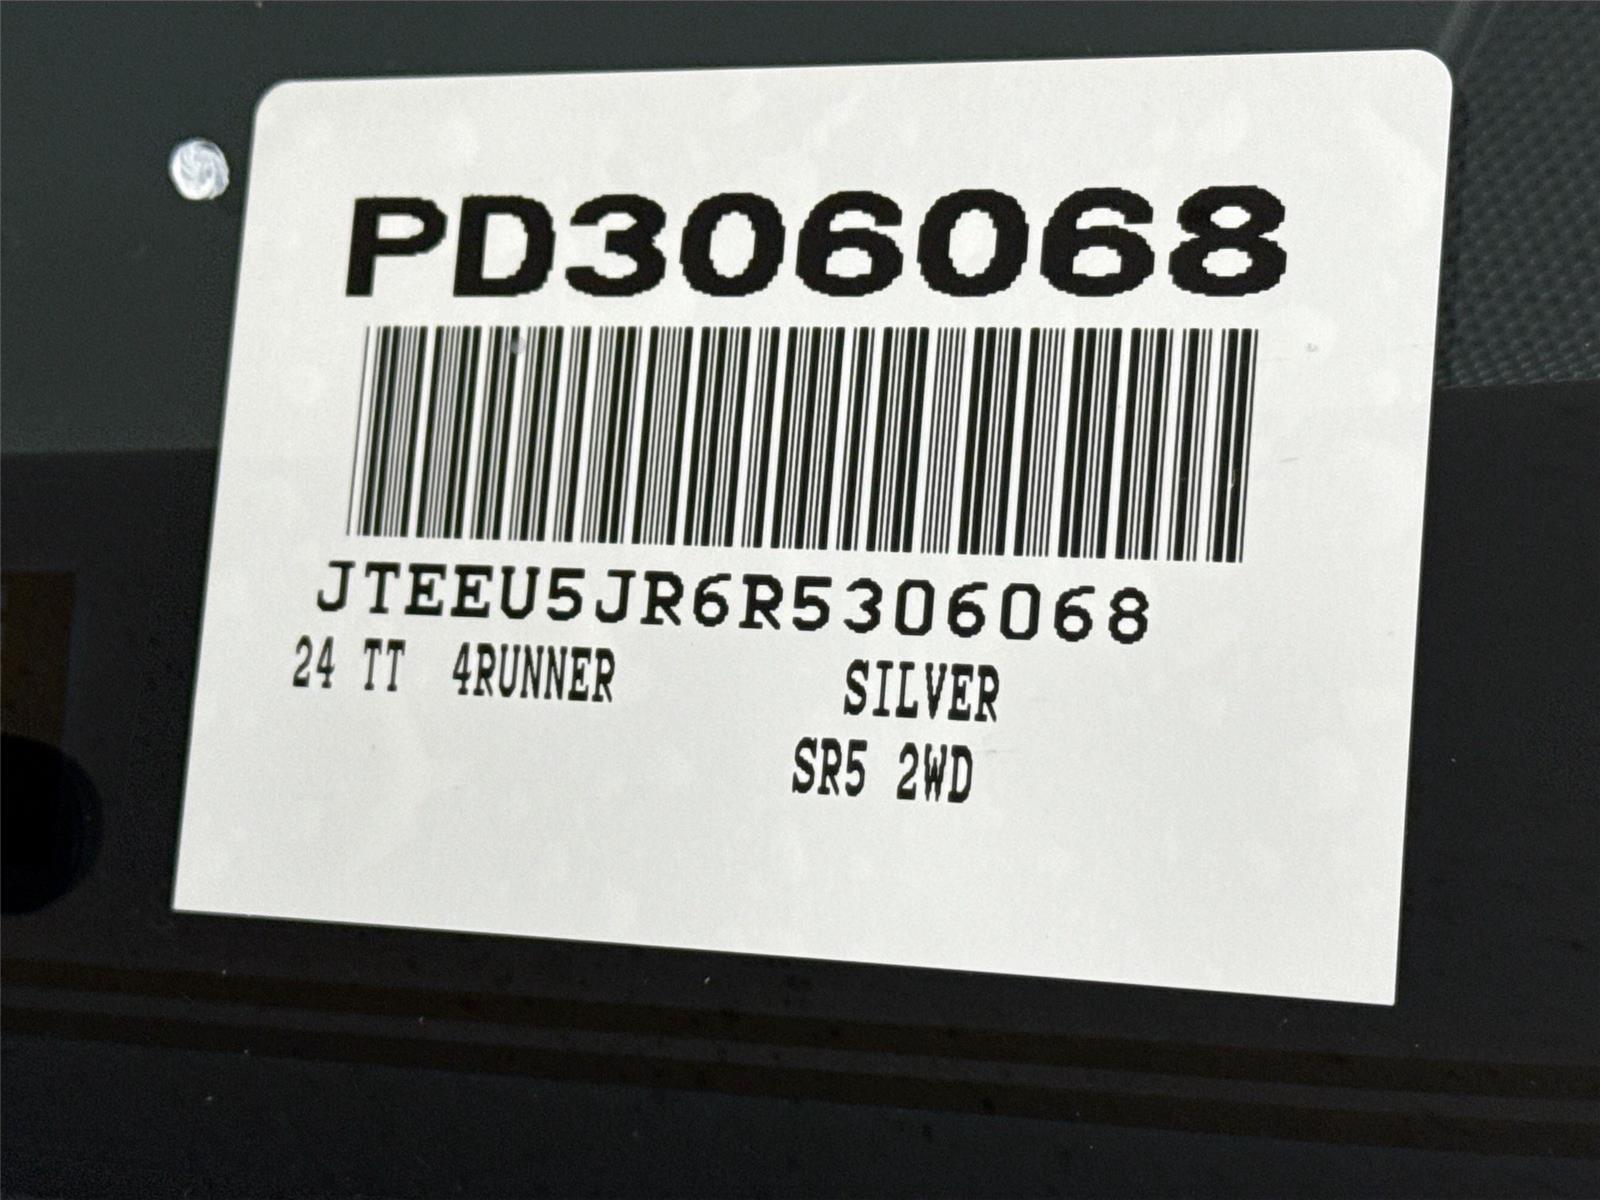 PD306068
JTEEU5JR6R5306068
24 TT 4RUNNER SILVER
SR5 2WD